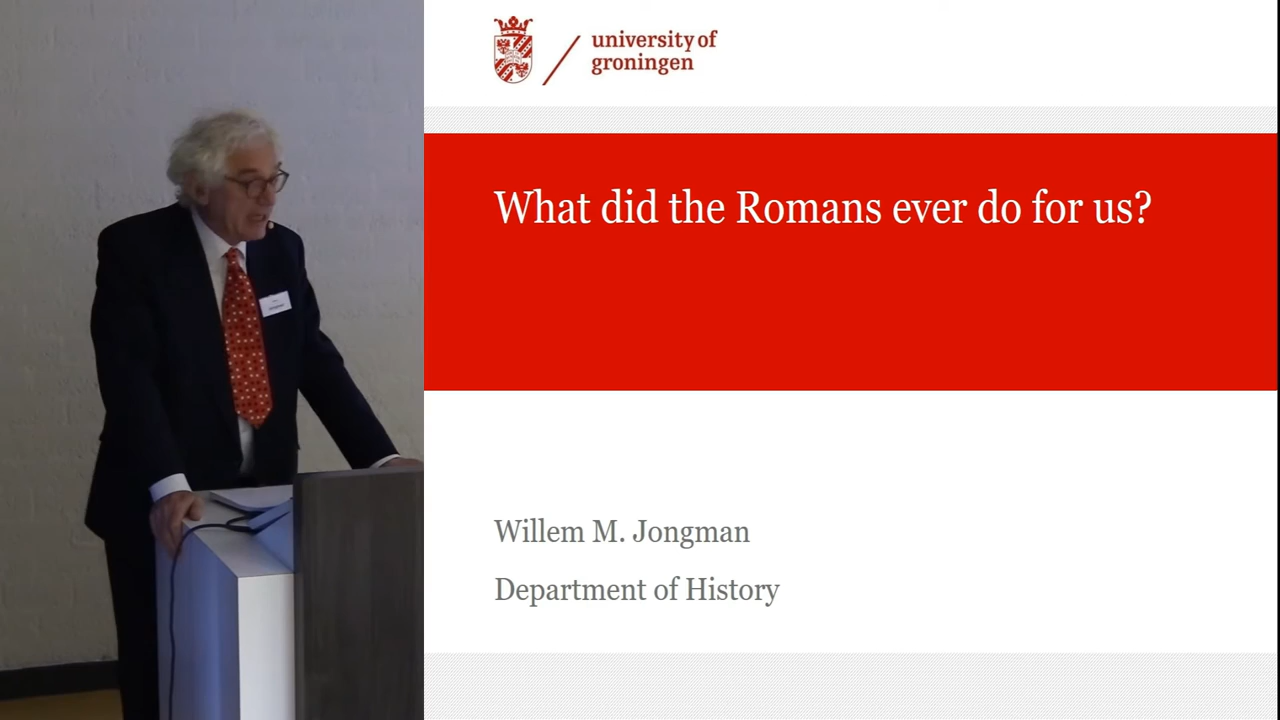 university of
groningen
What did the Romans ever do for us?
Willem M. Jongman
Department of History